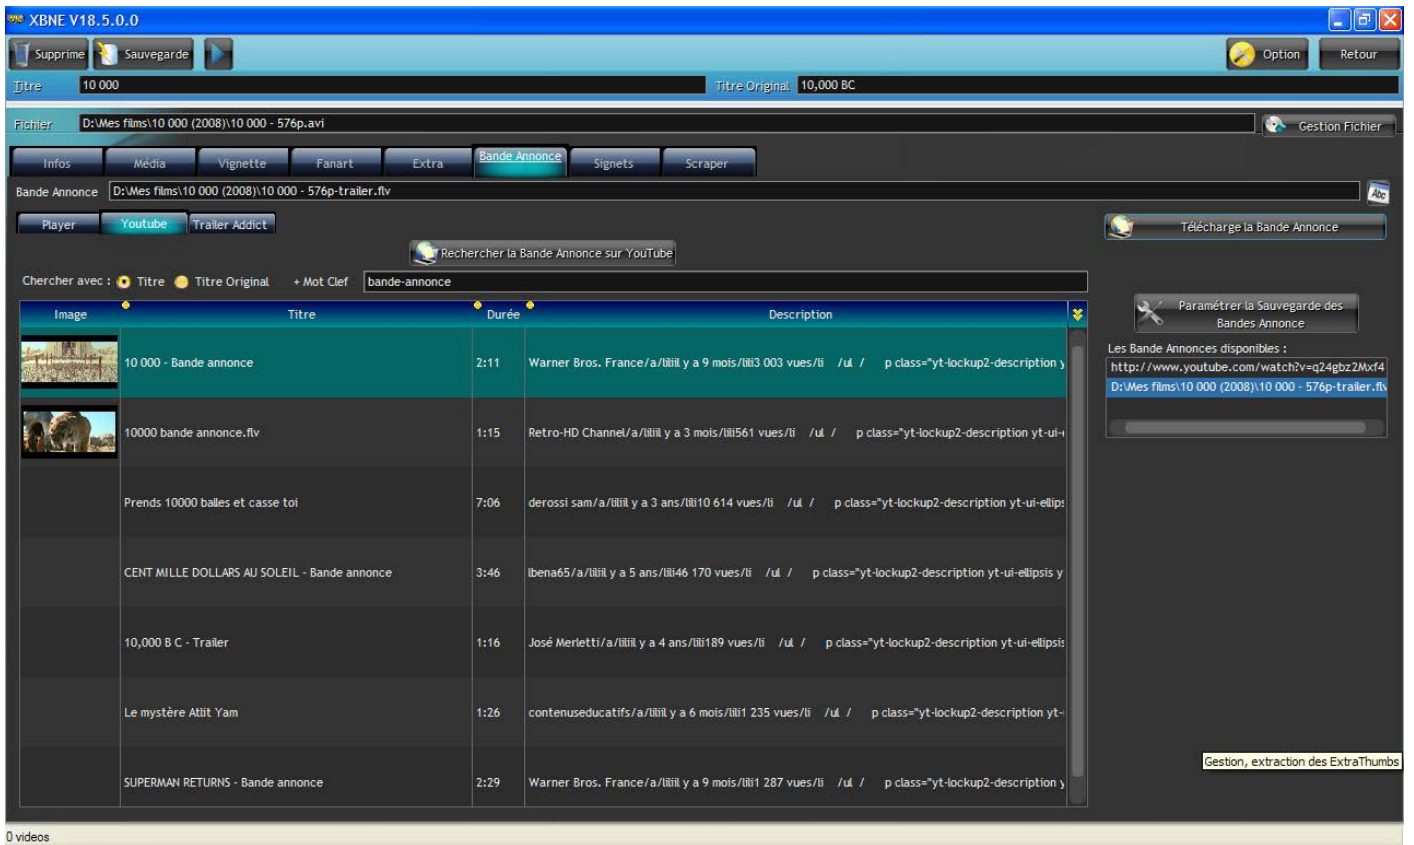 XBNE V18.5.0.0
Supprime Sauvegarde Option Retour
Titre 10 000 Titre Original 10,000 BC
Fichier D:\Mes films\10 000 (2008)\10 000 - 576p.avi Gestion Fichier
Infos Média Vignette Fanart Extra Bande Annonce Signets Scraper
Bande Annonce D:\Mes films\10 000 (2008)\10 000 - 576p-trailer.flv Abc
Player Youtube Trailer Addict Télécharge la Bande Annonce
Rechercher la Bande Annonce sur YouTube
Chercher avec : Titre Titre Original + Mot Clef bande-annonce
Image Titre Durée Description
10 000 - Bande annonce 2:11 Warner Bros. France/a/liliil y a 9 mois/lili3 003 vues/li /ul / p class="yt-lockup2-description y
10000 bande annonce.flv 1:15 Retro-HD Channel/a/liliil y a 3 mois/lili561 vues/li /ul / p class="yt-lockup2-description yt-ui-e
Prends 10000 balles et casse toi 7:06 derossi sam/a/liliil y a 3 ans/lili10 614 vues/li /ul / p class="yt-lockup2-description yt-ui-ellips
CENT MILLE DOLLARS AU SOLEIL - Bande annonce 3:46 lbena65/a/liliil y a 5 ans/lili46 170 vues/li /ul / p class="yt-lockup2-description yt-ui-ellipsis y
10,000 B C - Trailer 1:16 José Merletti/a/liliil y a 4 ans/lili189 vues/li /ul / p class="yt-lockup2-description yt-ui-ellipsis
Le mystère Atlit Yam 1:26 contenuseducatifs/a/liliil y a 6 mois/lili1 235 vues/li /ul / p class="yt-lockup2-description yt-
SUPERMAN RETURNS - Bande annonce 2:29 Warner Bros. France/a/liliil y a 9 mois/lili1 287 vues/li /ul / p class="yt-lockup2-description y
Paramétrer la Sauvegarde des
Bandes Annonce
Les Bande Annonces disponibles :
http://www.youtube.com/watch?v=q24gbz2Mxf4
D:\Mes films\10 000 (2008)\10 000 - 576p-trailer.flv
Gestion, extraction des ExtraThumbs
0 videos